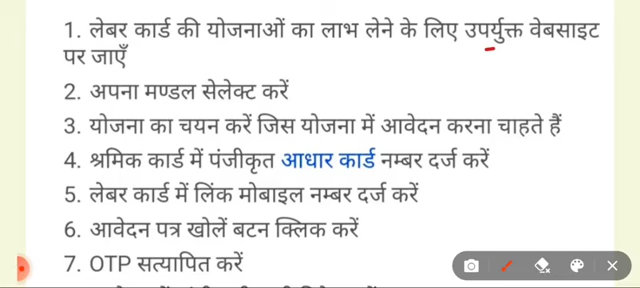 1. लेबर कार्ड की योजनाओं का लाभ लेने के लिए उपर्युक्त वेबसाइट
पर जाएँ
2. अपना मण्डल सेलेक्ट करें
3. योजना का चयन करें जिस योजना में आवेदन करना चाहते हैं
4. श्रमिक कार्ड में पंजीकृत आधार कार्ड नम्बर दर्ज करें
5. लेबर कार्ड में लिंक मोबाइल नम्बर दर्ज करें
6. आवेदन पत्र खोलें बटन क्लिक करें
7. OTP सत्यापित करें